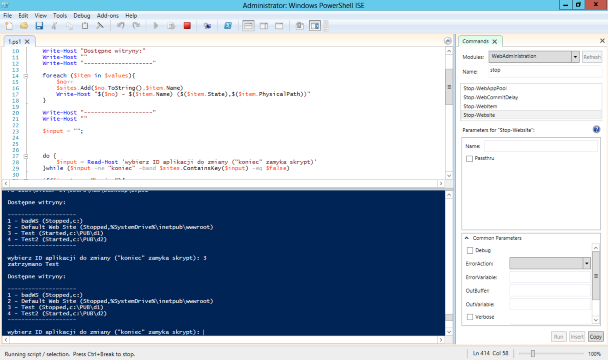 Administrator: Windows PowerShell ISE
File Edit View Tools Debug Add-ons Help
1.ps1
10 Write-Host "Dostępne witryny:"
11 Write-Host ""
12 Write-Host "--------------------"
13
14 foreach ($item in $values){
15 $no++
16 $sites.Add($no.ToString(),$item.Name)
17 Write-Host "$($no) - $($item.Name) ($($item.State),$($item.PhysicalPath))"
18 }
19
20 Write-Host "--------------------"
21 Write-Host ""
22
23 $input = "";
24
25
26
27 do {
28 $input = Read-Host 'wybierz ID aplikacji do zmiany ("koniec" zamyka skrypt)'
29 }while ($input -ne "koniec" -band $sites.ContainsKey($input) -eq $false)
30
Dostępne witryny:
--------------------
1 - badWS (Stopped,c:)
2 - Default Web Site (Stopped,%SystemDrive%\inetpub\wwwroot)
3 - Test (Started,c:\PUB\d1)
4 - Test2 (Started,c:\PUB\d2)
--------------------
wybierz ID aplikacji do zmiany ("koniec" zamyka skrypt): 3
zatrzymano Test
Dostępne witryny:
--------------------
1 - badWS (Stopped,c:)
2 - Default Web Site (Stopped,%SystemDrive%\inetpub\wwwroot)
3 - Test (Stopped,c:\PUB\d1)
4 - Test2 (Started,c:\PUB\d2)
--------------------
wybierz ID aplikacji do zmiany ("koniec" zamyka skrypt):
Commands
Modules: WebAdministration Refresh
Name: stop
Stop-WebAppPool
Stop-WebCommitDelay
Stop-WebItem
Stop-Website
Parameters for "Stop-Website":
Name:
Passthru
Common Parameters
Debug
ErrorAction:
ErrorVariable:
OutBuffer:
OutVariable:
Verbose
Run Insert Copy
Running script / selection. Press Ctrl+Break to stop.
Ln 414 Col 58 100%